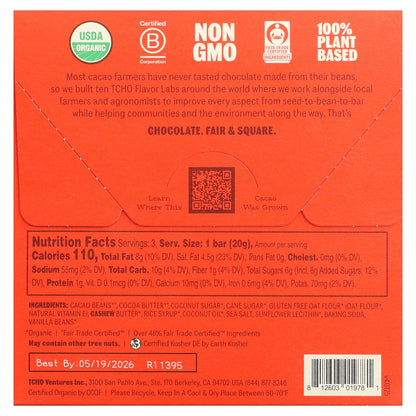 USDA
ORGANIC
Certified
B
Corporation
NON
GMO
FAIR TRADE
CERTIFIED
100%
PLANT
BASED
Most cacao farmers have never tasted chocolate made from their beans,
so we built ten TCHO Flavor Labs around the world where we work alongside local
farmers and agronomists to improve every aspect from seed-to-bean-to-bar
while helping communities and the environment along the way. That's
CHOCOLATE. FAIR & SQUARE.
Learn
Where This
Cacao
Was Grown
Nutrition Facts Servings: 3, Serv. Size: 1 bar (20g), Amount per serving:
Calories 110, Total Fat 8g (10% DV), Sat Fat 4.5g (23% DV), Trans Fat 0g, Cholest. 0mg (0% DV),
Sodium 55mg (2% DV), Total Carb. 10g (4% DV), Fiber 1g (4% DV), Total Sugars 6g (incl. 6g Added Sugars, 12%
DV), Protein 1g, Vit. D 0.1mcg (0% DV), Calcium 10mg (0% DV), Iron 0.6mg (4% DV), Potas. 70mg (2% DV).
INGREDIENTS: CACAO BEANS*+, COCOA BUTTER*+, COCONUT SUGAR*, CANE SUGAR*+, GLUTEN FREE OAT FLOUR* (OAT FLOUR*,
NATURAL VITAMIN E), CASHEW BUTTER*, RICE SYRUP*, COCONUT OIL*, SEA SALT, SUNFLOWER LECITHIN*, BAKING SODA,
VANILLA BEANS*+
*Organic | +Fair Trade Certified™ | Over 48% Fair Trade Certified™ Ingredients
May contain other tree nuts. Certified Kosher DE by Earth Kosher
Best By: 05/19/2026 R11395
TCHO Ventures Inc., 3100 San Pablo Ave., Ste. 170 Berkeley, CA 94702 USA (844) 877-8246
Certified Organic by CCOF | Please Recycle, Keep In A Cool & Dry Place Between 50-70°F
8 12603 01978 1